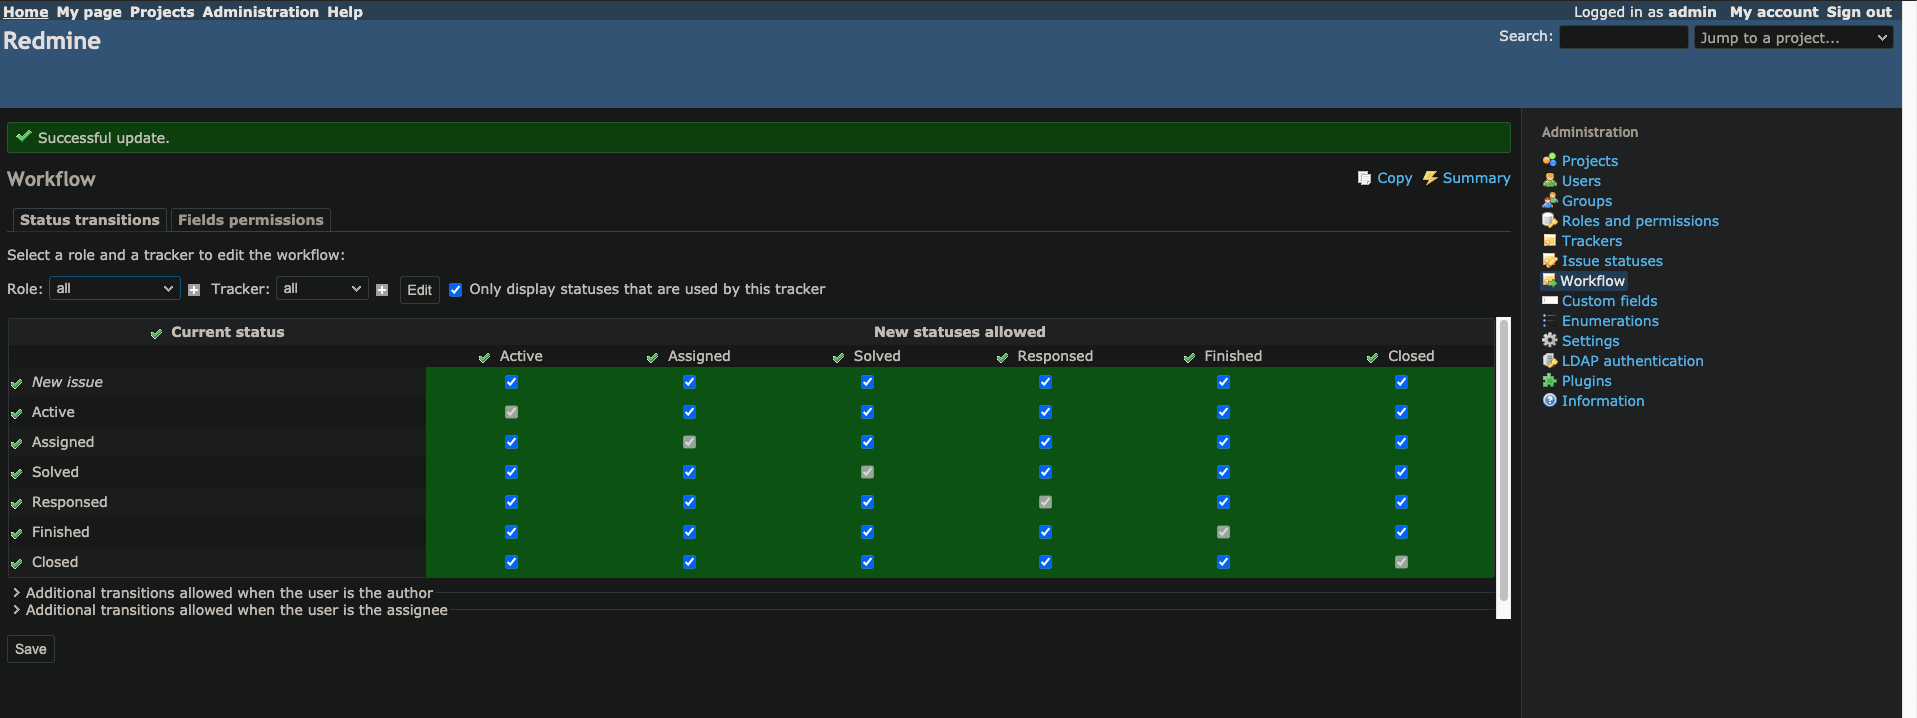 Home My page Projects Administration Help Logged in as admin My account Sign out
Redmine Search: Jump to a project...
Successful update.
Workflow Copy Summary
Status transitions Fields permissions
Select a role and a tracker to edit the workflow:
Role: all Tracker: all Edit Only display statuses that are used by this tracker
Current status New statuses allowed
Active Assigned Solved Responsed Finished Closed
New issue
Active
Assigned
Solved
Responsed
Finished
Closed
Additional transitions allowed when the user is the author
Additional transitions allowed when the user is the assignee
Save
Administration
Projects
Users
Groups
Roles and permissions
Trackers
Issue statuses
Workflow
Custom fields
Enumerations
Settings
LDAP authentication
Plugins
Information